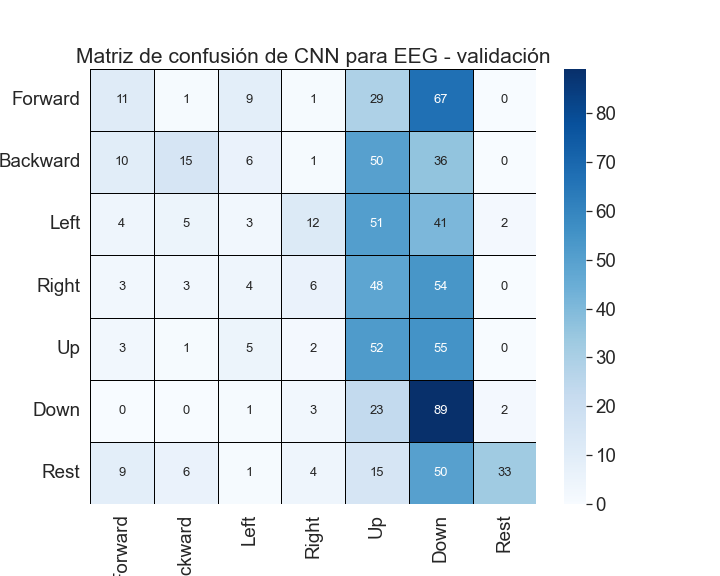 Matriz de confusión de CNN para EEG - validación
Forward 11 1 9 1 29 67 0
Backward 10 15 6 1 50 36 0
Left 4 5 3 12 51 41 2
Right 3 3 4 6 48 54 0
Up 3 1 5 2 52 55 0
Down 0 0 1 3 23 89 2
Rest 9 6 1 4 15 50 33
Forward ckward Left Right Up Down Rest
80
70
60
50
40
30
20
10
0